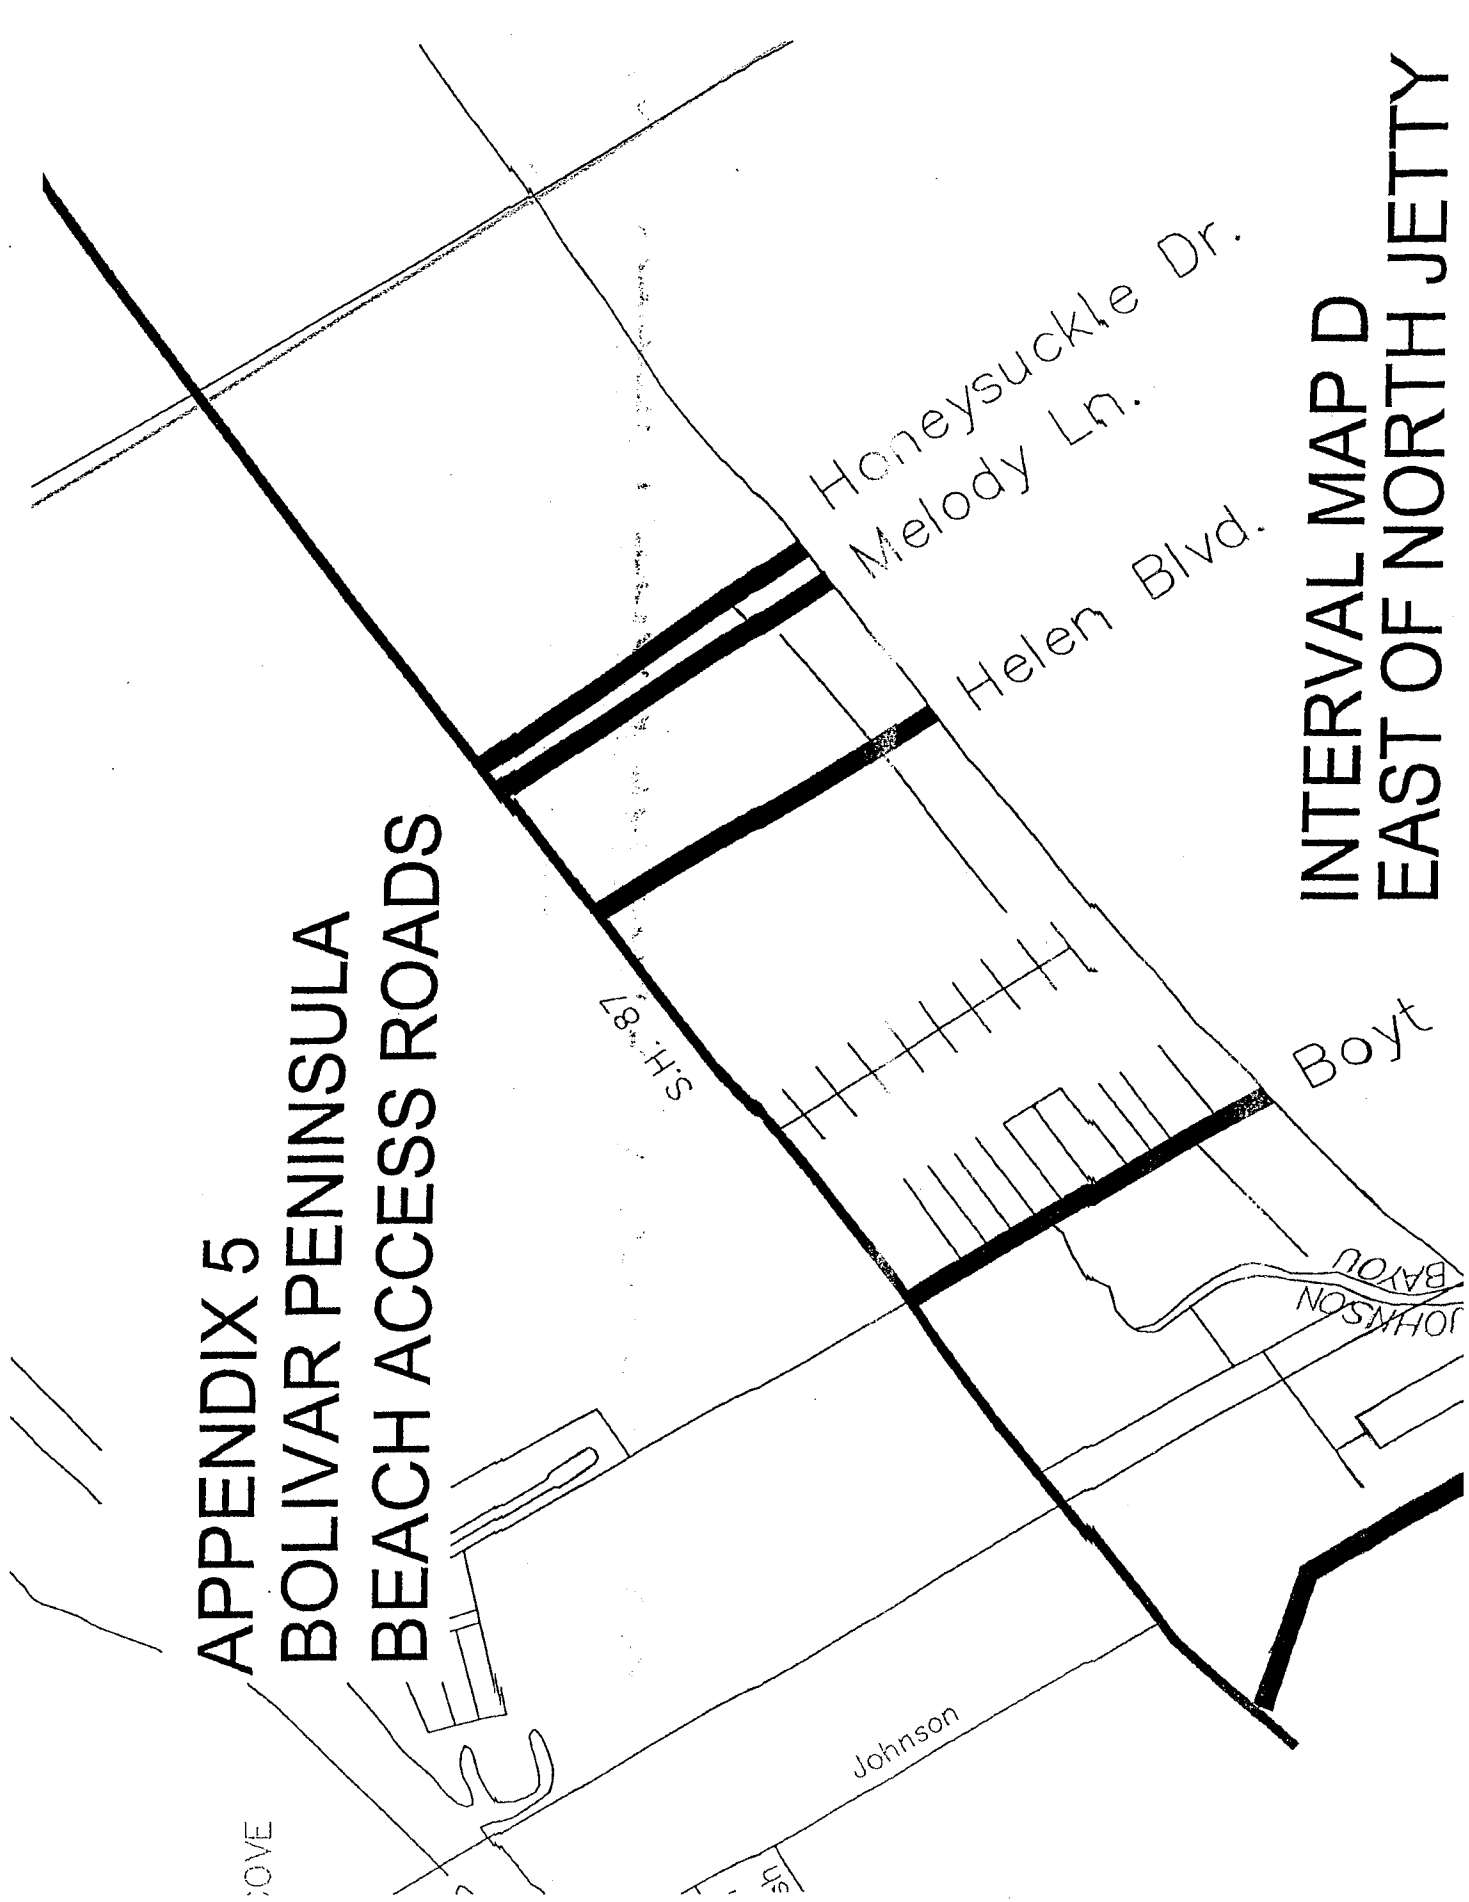 APPENDIX 5
BOLIVAR PENINSULA
BEACH ACCESS ROADS
S.H. 87
Honeysuckle Dr.
Melody Ln.
Helen Blvd.
Boyt
JOHNSON
BAYOU
Johnson
COVE
INTERVAL MAP D
EAST OF NORTH JETTY